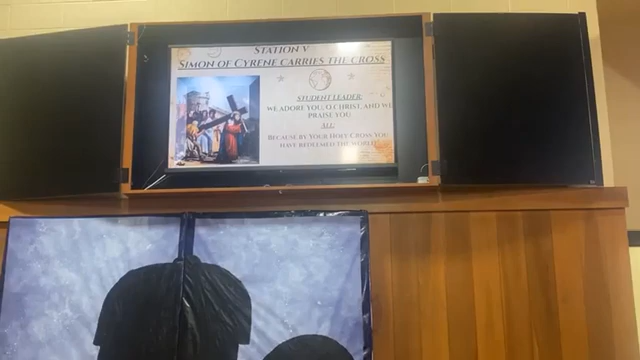 STATION V
SIMON OF CYRENE CARRIES THE CROSS
STUDENT LEADER:
WE ADORE YOU, O CHRIST, AND WE
PRAISE YOU
ALL:
BECAUSE BY YOUR HOLY CROSS YOU
HAVE REDEEMED THE WORLD